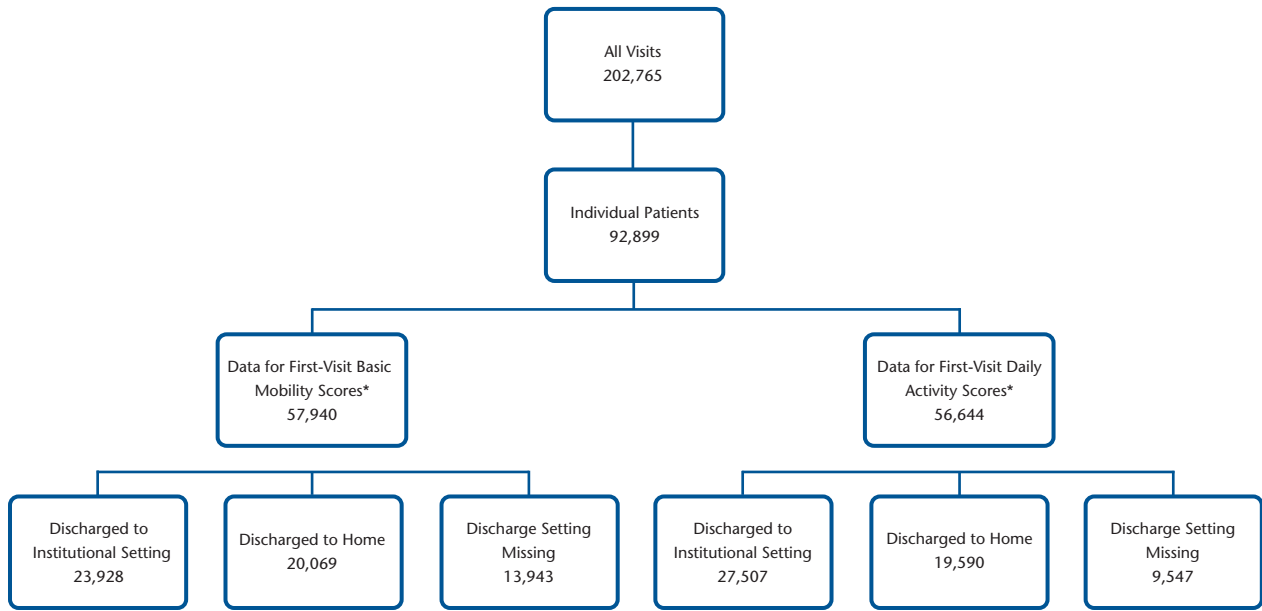 All Visits
202,765
Individual Patients
92,899
Data for First-Visit Basic
Mobility Scores*
57,940
Data for First-Visit Daily
Activity Scores*
56,644
Discharged to
Institutional Setting
23,928
Discharged to Home
20,069
Discharge Setting
Missing
13,943
Discharged to
Institutional Setting
27,507
Discharged to Home
19,590
Discharge Setting
Missing
9,547